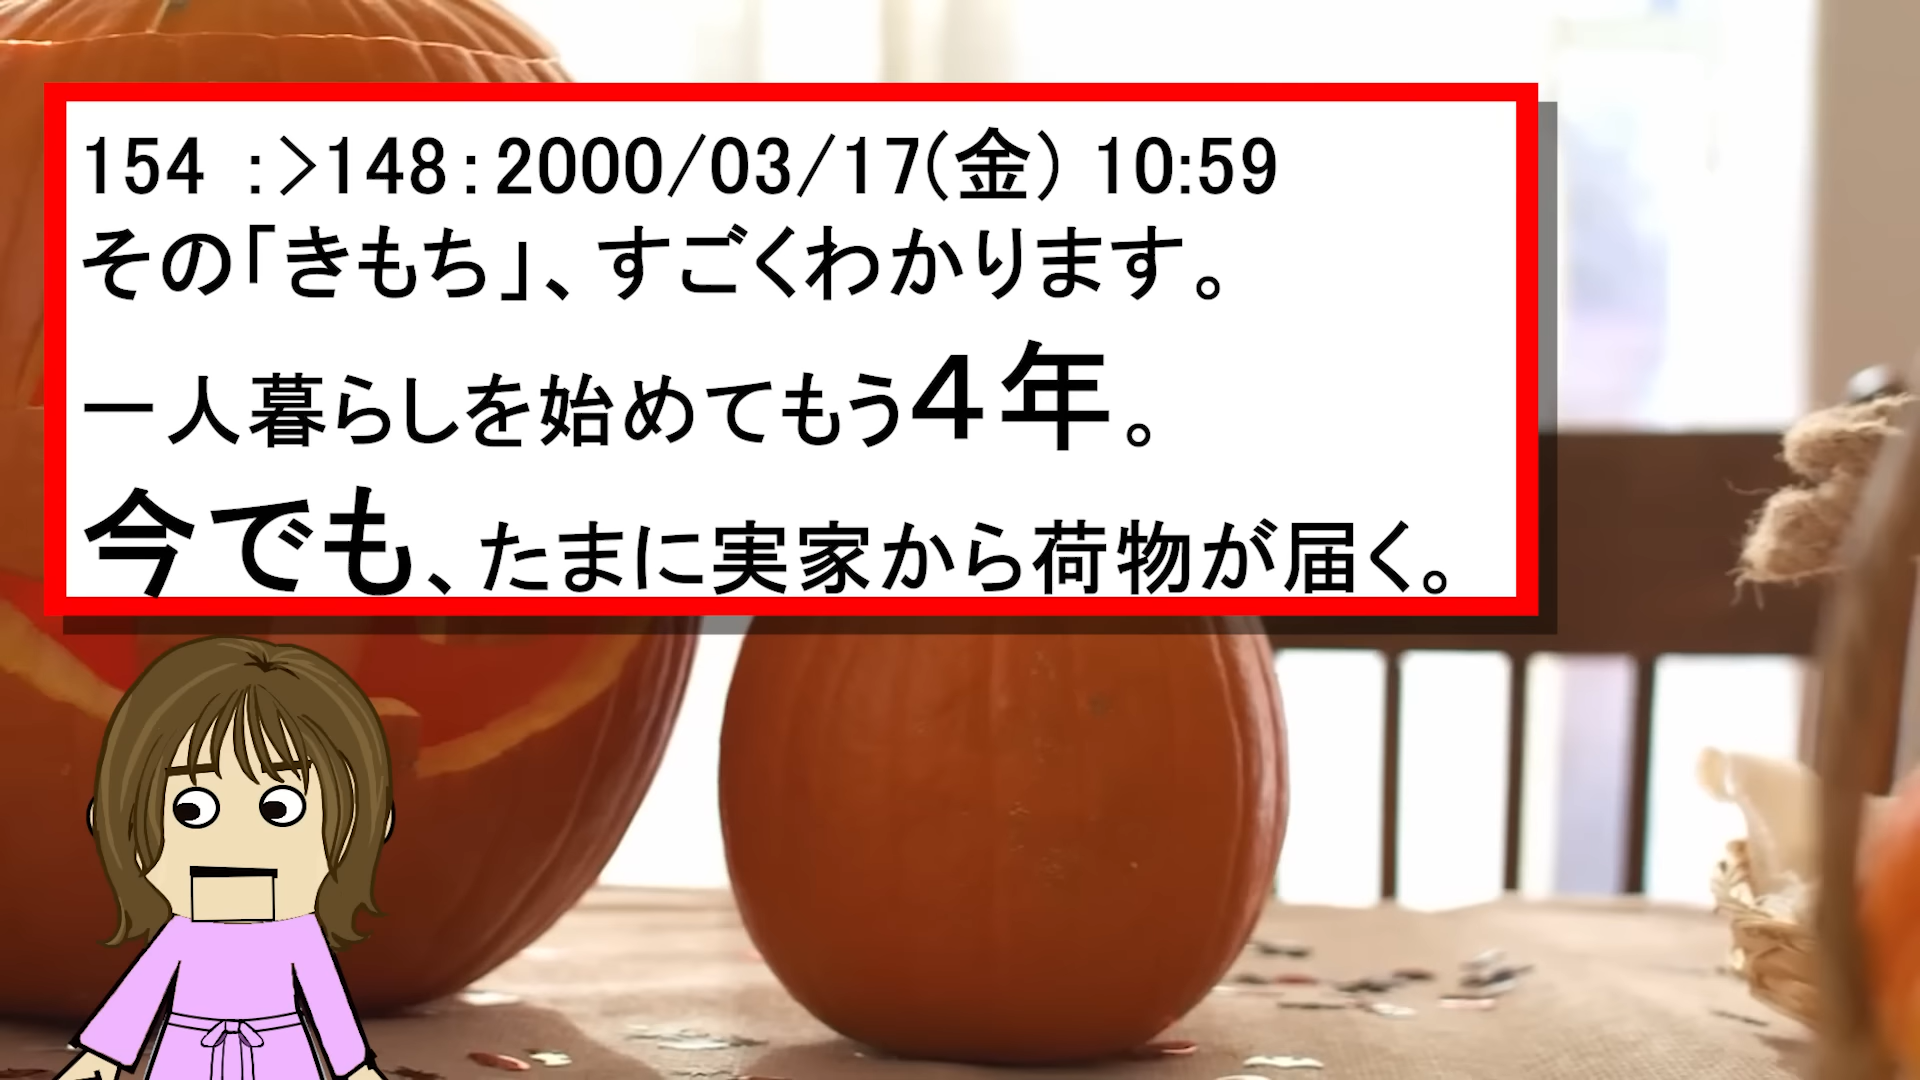 154 :>148:2000/03/17(金) 10:59
その「きもち」、すごくわかります。
一人暮らしを始めてもう4年。
今でも、たまに実家から荷物が届く。